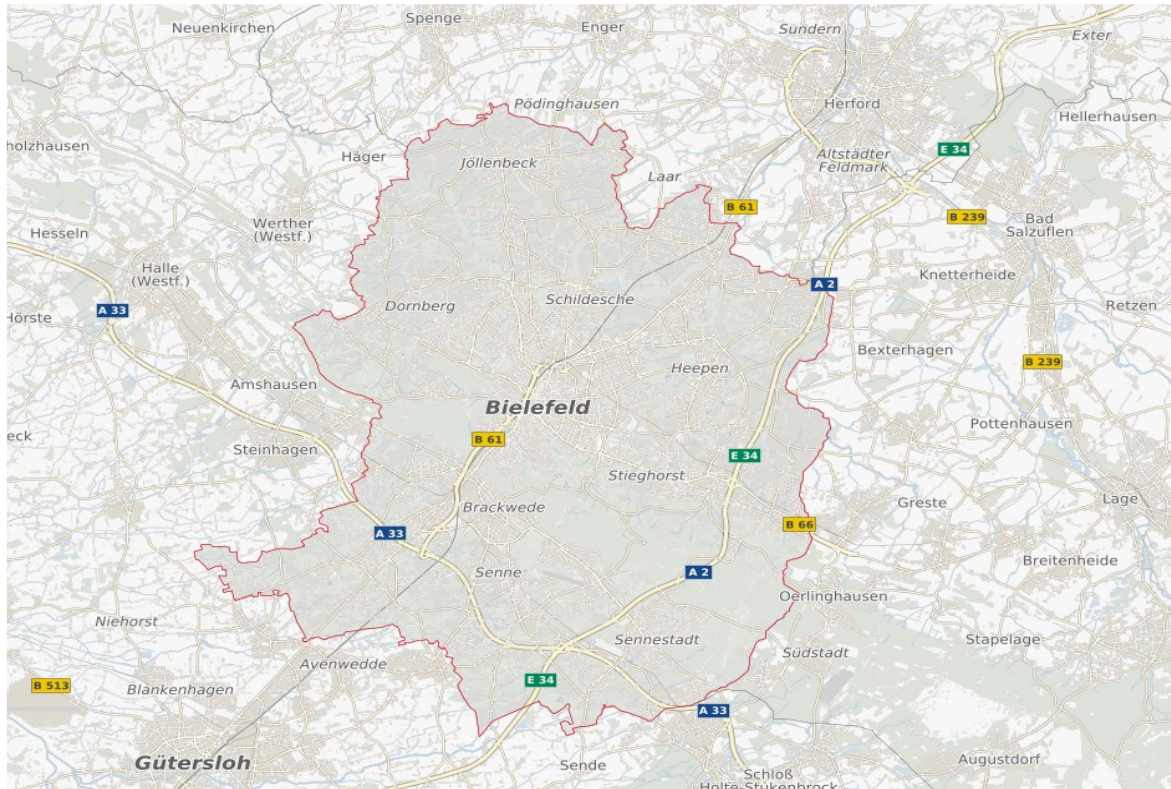 Neuenkirchen
Spenge
Enger
Sundern
Exter
Pödinghausen
Herford
Hellerhausen
holzhausen
Häger
Jöllenbeck
Laar
Altstädter
Feldmark
E 34
B 61
B 239
Bad
Salzuflen
Werther
(Westf.)
Hesseln
Halle
(Westf.)
Knetterheide
A 2
A 33
Hörste
Dornberg
Schildesche
Retzen
Bexterhagen
B 239
Heepen
Amshausen
Bielefeld
eck
Steinhagen
B 61
Pottenhausen
E 34
Stieghorst
Greste
Lage
Brackwede
B 66
A 33
Breitenheide
Senne
A 2
Oerlinghausen
Niehorst
Sennestadt
Südstadt
Stapelage
Avenwedde
B 513
Blankenhagen
E 34
A 33
Gütersloh
Sende
Schloß
Holte-Stukenbrock
Augustdorf